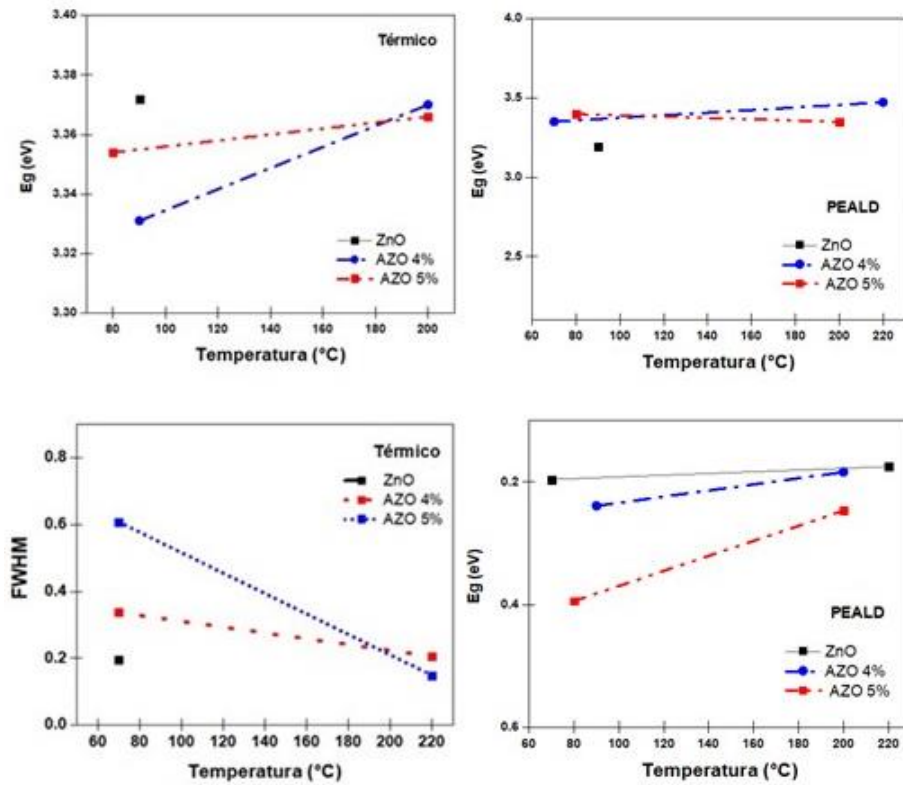 3.40
3.38
3.36
3.34
3.32
3.30
Eg (eV)
Térmico
ZnO
AZO 4%
AZO 5%
80 100 120 140 160 180 200
Temperatura (°C)
4.0
3.5
3.0
2.5
Eg (eV)
PEALD
ZnO
AZO 4%
AZO 5%
60 80 100 120 140 160 180 200 220
Temperatura (°C)
0.8
0.6
0.4
0.2
0.0
FWHM
Térmico
ZnO
AZO 4%
AZO 5%
60 80 100 120 140 160 180 200 220
Temperatura (°C)
0.2
0.4
0.6
Eg (eV)
PEALD
ZnO
AZO 4%
AZO 5%
60 80 100 120 140 160 180 200 220
Temperatura (°C)